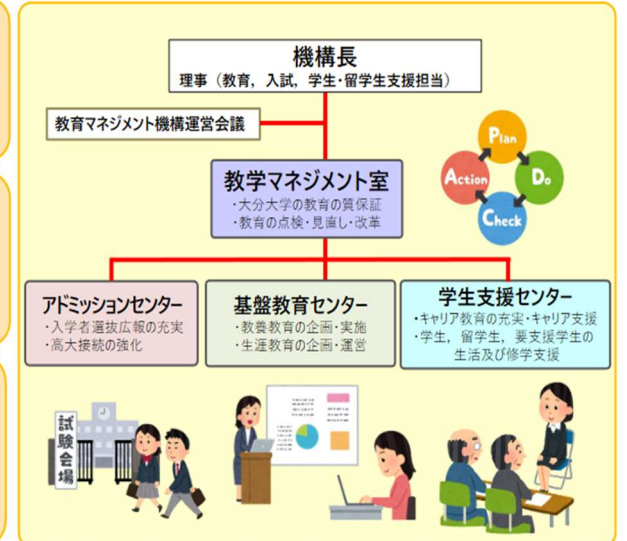 機構長
理事（教育，入試，学生・留学生支援担当）
教育マネジメント機構運営会議
教学マネジメント室
・大分大学の教育の質保証
・教育の点検・見直し・改革
Plan
Do
Check
Action
アドミッションセンター
・入学者選抜広報の充実
・高大接続の強化
基盤教育センター
・教養教育の企画・実施
・生涯教育の企画・運営
学生支援センター
・キャリア教育の充実・キャリア支援
・学生，留学生，要支援学生の
生活及び修学支援
試験会場